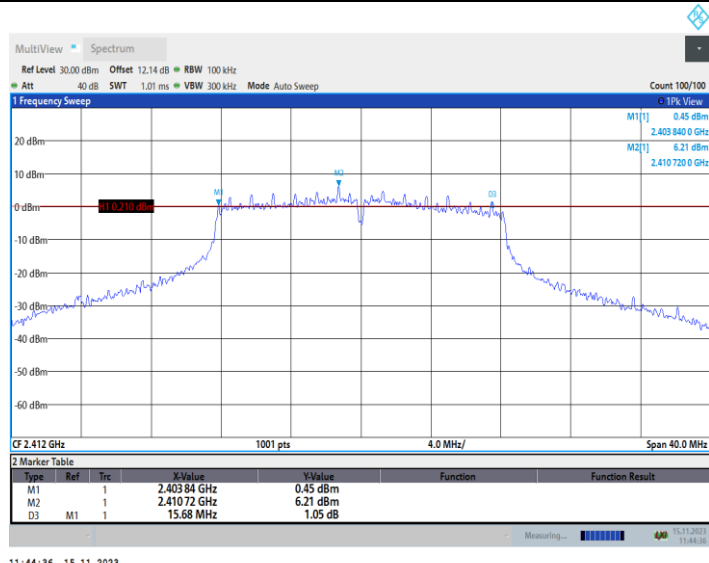 R&S
MultiView Spectrum
Ref Level 30.00 dBm Offset 12.14 dB RBW 100 kHz
Att 40 dB SWT 1.01 ms VBW 300 kHz Mode Auto Sweep Count 100/100
1 Frequency Sweep 1Pk View
M1[1] 0.45 dBm
2.403 840 0 GHz
M2[1] 6.21 dBm
2.410 720 0 GHz
20 dBm
10 dBm
M2
M1
D3
0 dBm
H1 0.210 dBm
-10 dBm
-20 dBm
-30 dBm
-40 dBm
-50 dBm
-60 dBm
CF 2.412 GHz 1001 pts 4.0 MHz/ Span 40.0 MHz
2 Marker Table
Type Ref Trc X-Value Y-Value Function Function Result
M1 1 2.403 84 GHz 0.45 dBm
M2 1 2.410 72 GHz 6.21 dBm
D3 M1 1 15.68 MHz 1.05 dB
Measuring... 15.11.2023
11:44:36
11:44:36 15.11.2023